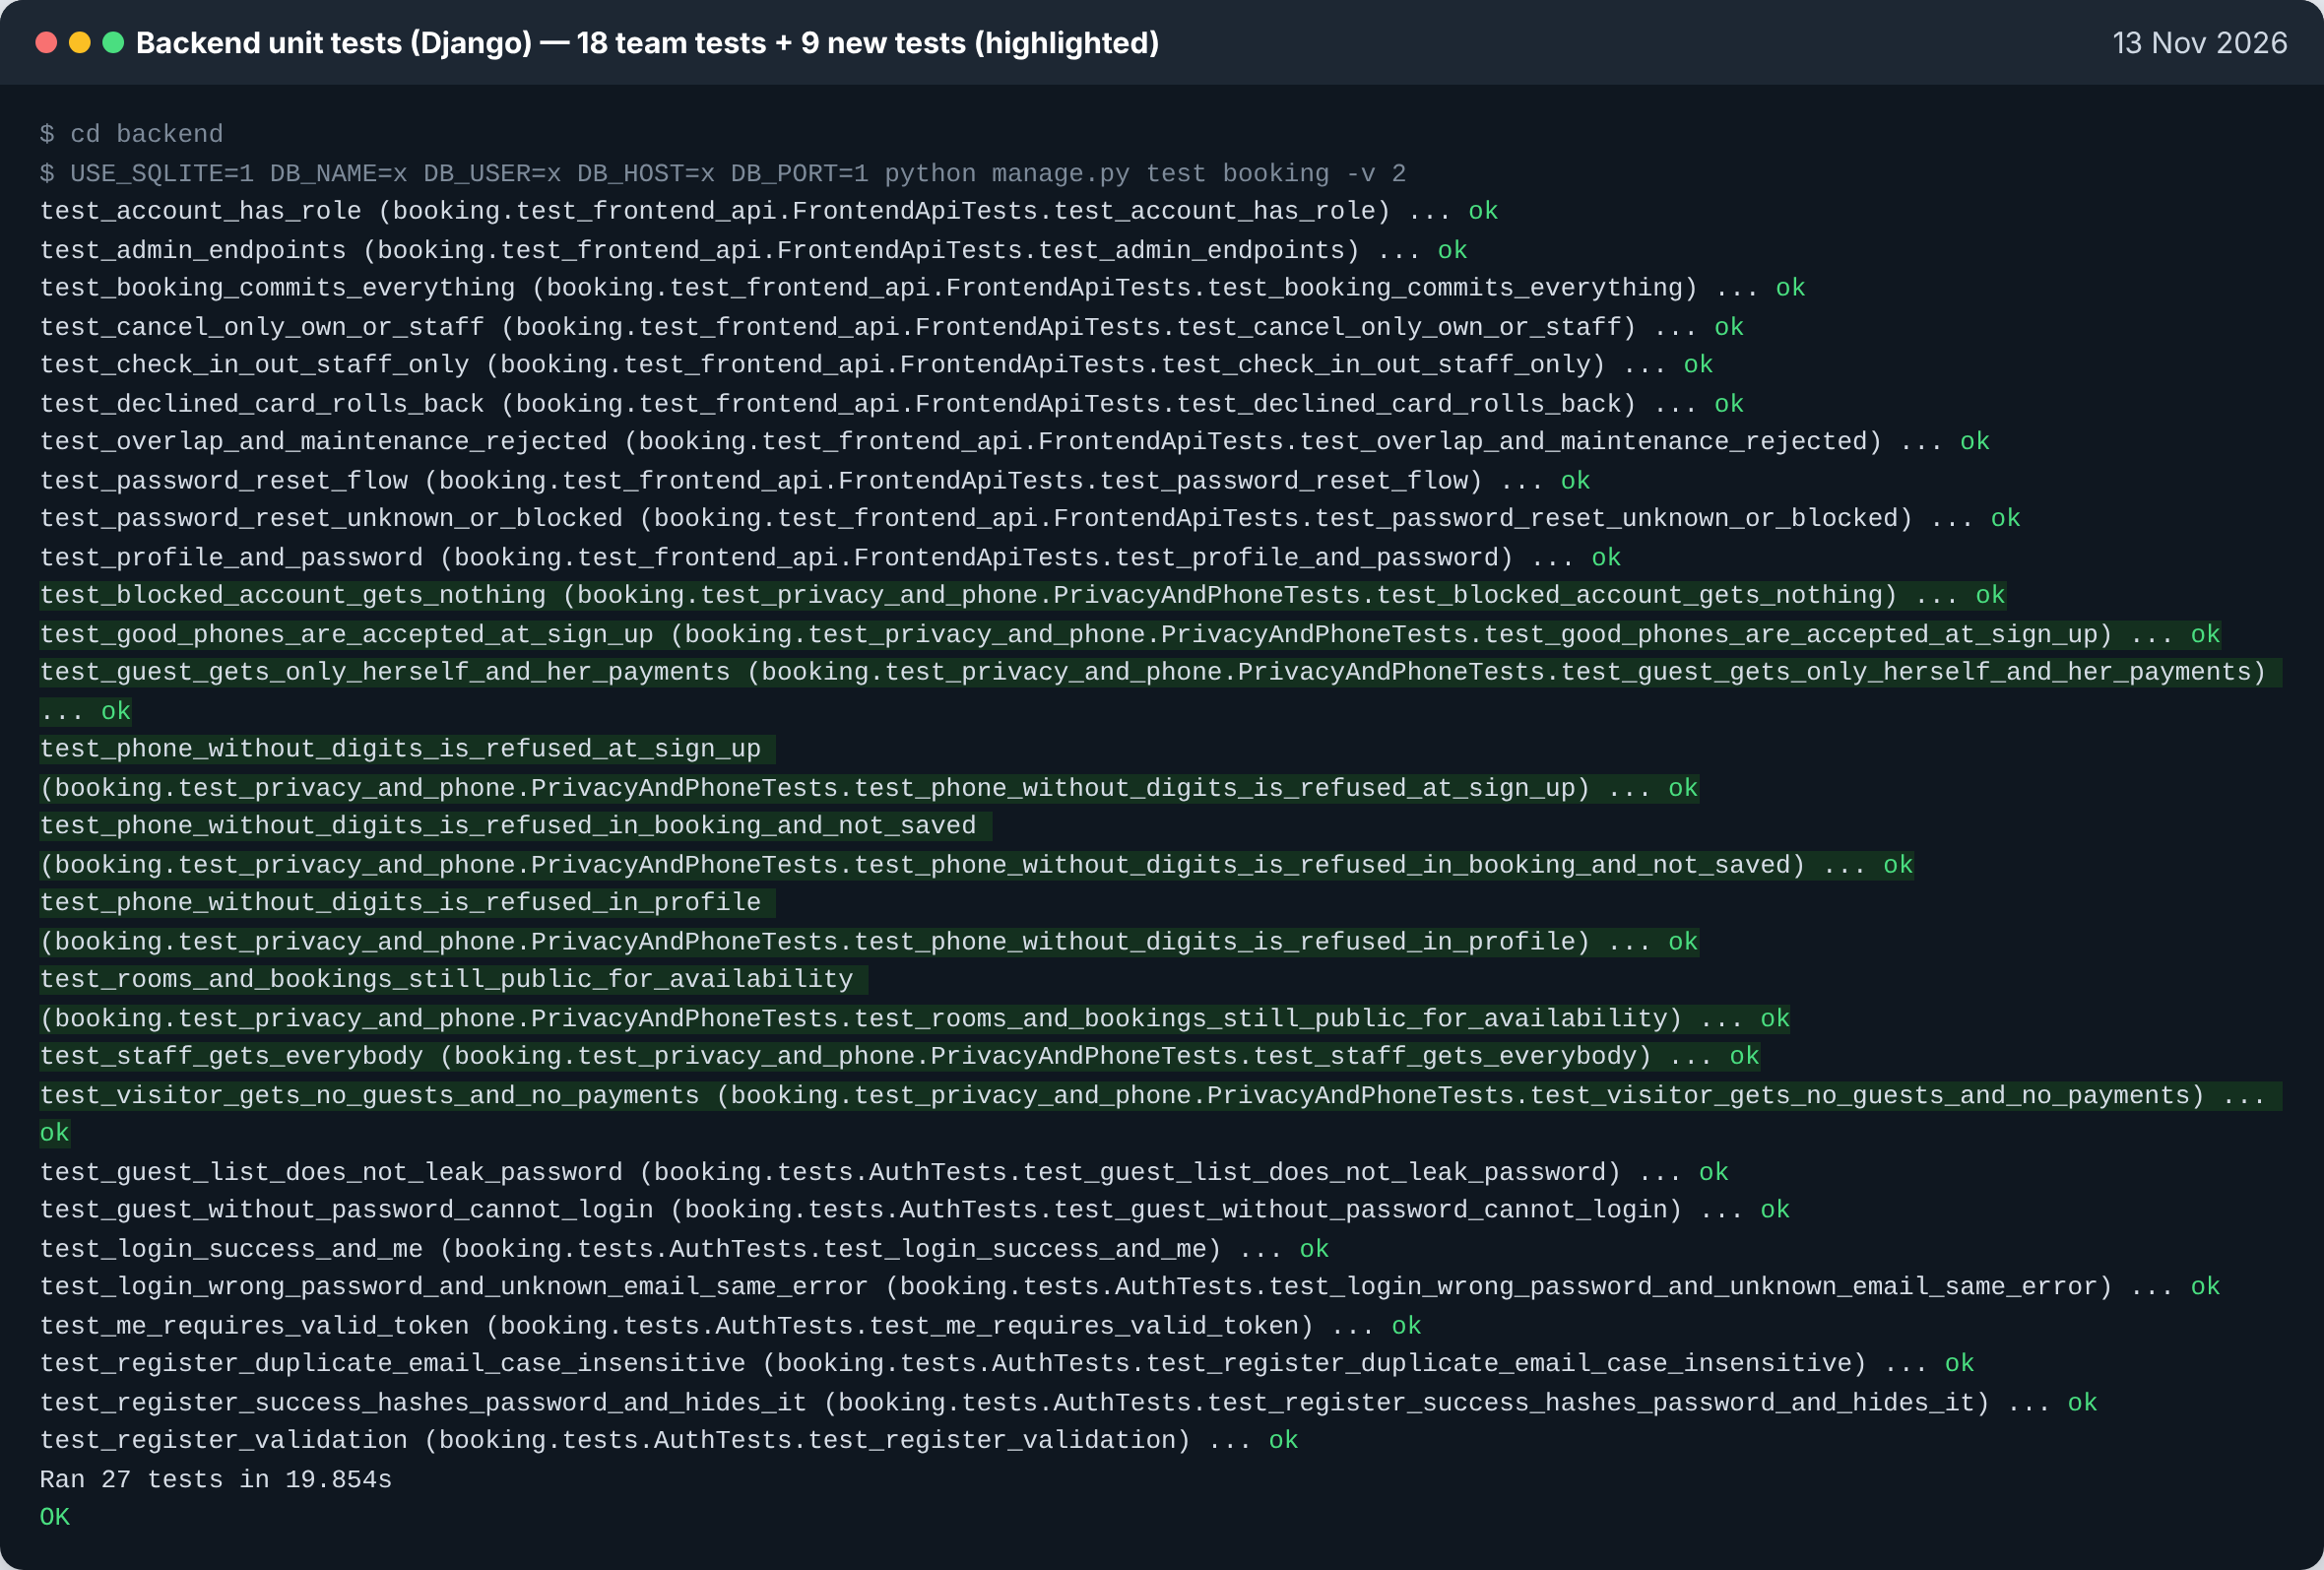 Backend unit tests (Django) — 18 team tests + 9 new tests (highlighted)
13 Nov 2026
$ cd backend
$ USE_SQLITE=1 DB_NAME=x DB_USER=x DB_HOST=x DB_PORT=1 python manage.py test booking -v 2
test_account_has_role (booking.test_frontend_api.FrontendApiTests.test_account_has_role) ... ok
test_admin_endpoints (booking.test_frontend_api.FrontendApiTests.test_admin_endpoints) ... ok
test_booking_commits_everything (booking.test_frontend_api.FrontendApiTests.test_booking_commits_everything) ... ok
test_cancel_only_own_or_staff (booking.test_frontend_api.FrontendApiTests.test_cancel_only_own_or_staff) ... ok
test_check_in_out_staff_only (booking.test_frontend_api.FrontendApiTests.test_check_in_out_staff_only) ... ok
test_declined_card_rolls_back (booking.test_frontend_api.FrontendApiTests.test_declined_card_rolls_back) ... ok
test_overlap_and_maintenance_rejected (booking.test_frontend_api.FrontendApiTests.test_overlap_and_maintenance_rejected) ... ok
test_password_reset_flow (booking.test_frontend_api.FrontendApiTests.test_password_reset_flow) ... ok
test_password_reset_unknown_or_blocked (booking.test_frontend_api.FrontendApiTests.test_password_reset_unknown_or_blocked) ... ok
test_profile_and_password (booking.test_frontend_api.FrontendApiTests.test_profile_and_password) ... ok
test_blocked_account_gets_nothing (booking.test_privacy_and_phone.PrivacyAndPhoneTests.test_blocked_account_gets_nothing) ... ok
test_good_phones_are_accepted_at_sign_up (booking.test_privacy_and_phone.PrivacyAndPhoneTests.test_good_phones_are_accepted_at_sign_up) ... ok
test_guest_gets_only_herself_and_her_payments (booking.test_privacy_and_phone.PrivacyAndPhoneTests.test_guest_gets_only_herself_and_her_payments)
... ok
test_phone_without_digits_is_refused_at_sign_up
(booking.test_privacy_and_phone.PrivacyAndPhoneTests.test_phone_without_digits_is_refused_at_sign_up) ... ok
test_phone_without_digits_is_refused_in_booking_and_not_saved
(booking.test_privacy_and_phone.PrivacyAndPhoneTests.test_phone_without_digits_is_refused_in_booking_and_not_saved) ... ok
test_phone_without_digits_is_refused_in_profile
(booking.test_privacy_and_phone.PrivacyAndPhoneTests.test_phone_without_digits_is_refused_in_profile) ... ok
test_rooms_and_bookings_still_public_for_availability
(booking.test_privacy_and_phone.PrivacyAndPhoneTests.test_rooms_and_bookings_still_public_for_availability) ... ok
test_staff_gets_everybody (booking.test_privacy_and_phone.PrivacyAndPhoneTests.test_staff_gets_everybody) ... ok
test_visitor_gets_no_guests_and_no_payments (booking.test_privacy_and_phone.PrivacyAndPhoneTests.test_visitor_gets_no_guests_and_no_payments) ...
ok
test_guest_list_does_not_leak_password (booking.tests.AuthTests.test_guest_list_does_not_leak_password) ... ok
test_guest_without_password_cannot_login (booking.tests.AuthTests.test_guest_without_password_cannot_login) ... ok
test_login_success_and_me (booking.tests.AuthTests.test_login_success_and_me) ... ok
test_login_wrong_password_and_unknown_email_same_error (booking.tests.AuthTests.test_login_wrong_password_and_unknown_email_same_error) ... ok
test_me_requires_valid_token (booking.tests.AuthTests.test_me_requires_valid_token) ... ok
test_register_duplicate_email_case_insensitive (booking.tests.AuthTests.test_register_duplicate_email_case_insensitive) ... ok
test_register_success_hashes_password_and_hides_it (booking.tests.AuthTests.test_register_success_hashes_password_and_hides_it) ... ok
test_register_validation (booking.tests.AuthTests.test_register_validation) ... ok
Ran 27 tests in 19.854s
OK